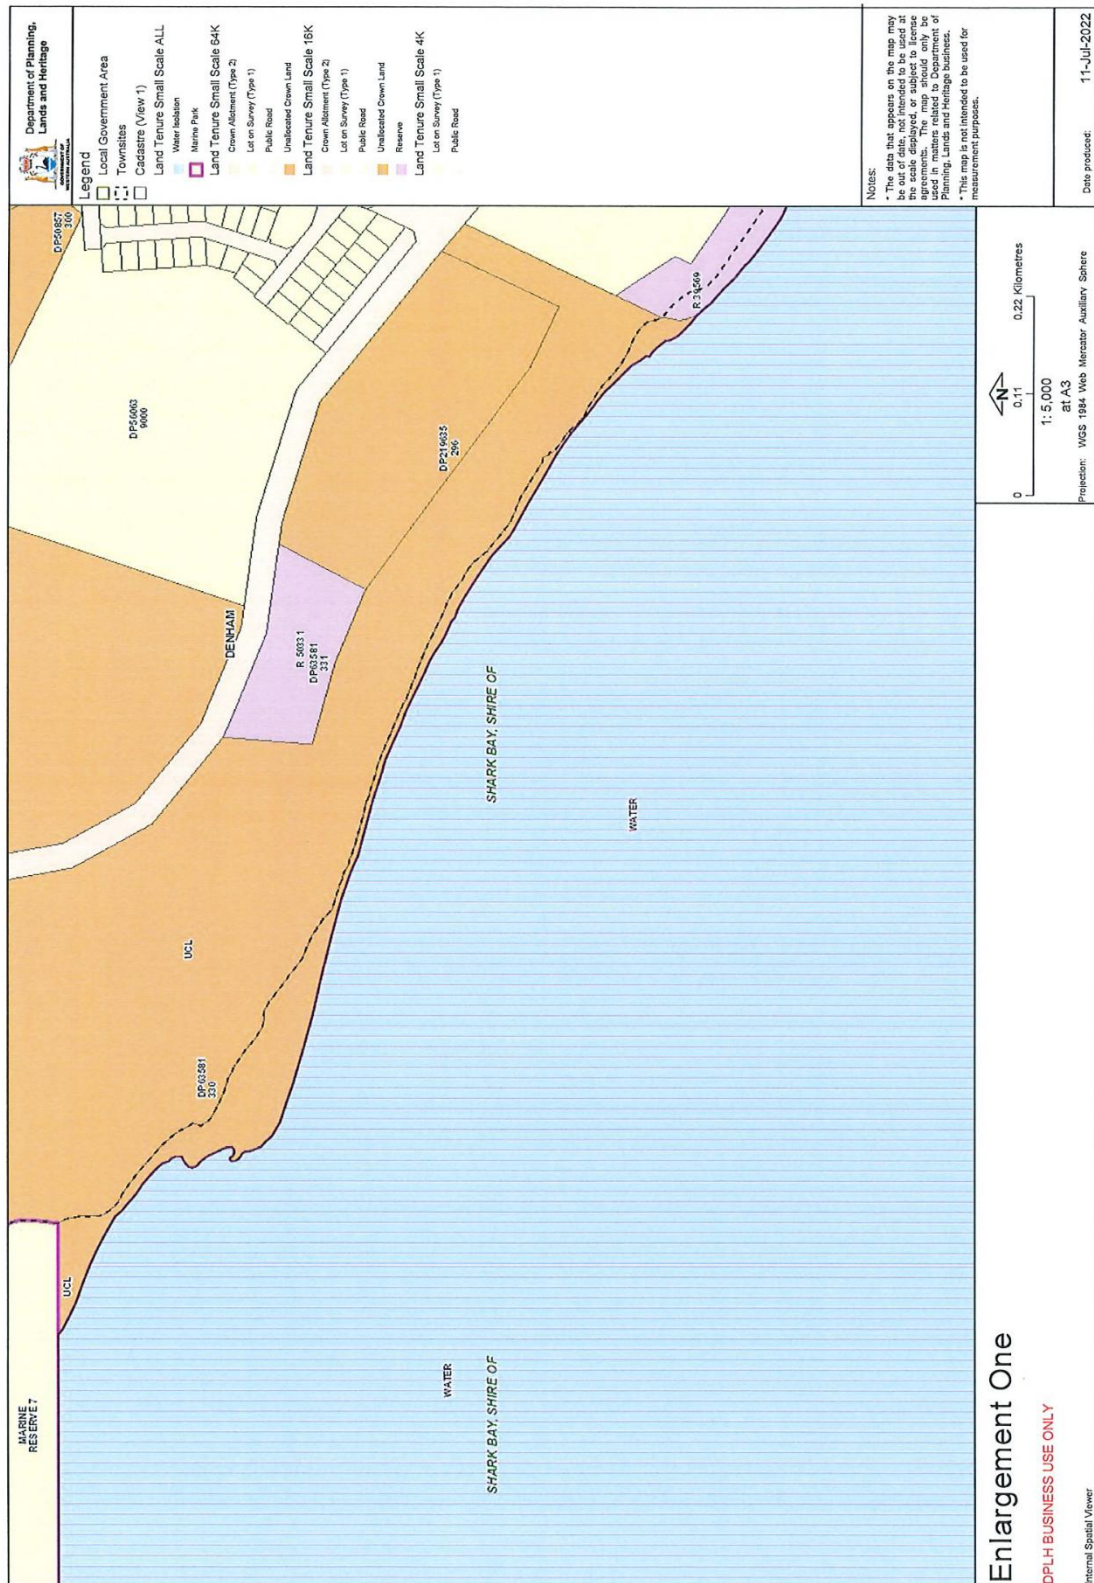 Department of Planning,
Lands and Heritage
GOVERNMENT OF
WESTERN AUSTRALIA
Legend
Local Government Area
Townsites
Cadastre (View 1)
Land Tenure Small Scale ALL
Water Isolation
Marine Park
Land Tenure Small Scale 64K
Crown Allotment (Type 2)
Lot on Survey (Type 1)
Public Road
Unallocated Crown Land
Land Tenure Small Scale 16K
Crown Allotment (Type 2)
Lot on Survey (Type 1)
Public Road
Unallocated Crown Land
Reserve
Land Tenure Small Scale 4K
Lot on Survey (Type 1)
Public Road
Notes:
* The data that appears on the map may
be out of date, not intended to be used at
the scale displayed, or subject to license
agreements. The map should only be
used in matters related to Department of
Planning, Lands and Heritage business.
* This map is not intended to be used for
measurement purposes.
Date produced: 11-Jul-2022
MARINE
RESERVE 7
UCL
DP63581
330
UCL
DENHAM
R 50331
DP63581
331
DP56063
9000
DP50857
300
DP219635
296
R 39569
WATER
SHARK BAY, SHIRE OF
SHARK BAY, SHIRE OF
WATER
N
0 0.11 0.22 Kilometres
1: 5,000
at A3
Projection: WGS 1984 Web Mercator Auxiliary Sphere
Enlargement One
DPLH BUSINESS USE ONLY
Internal Spatial Viewer